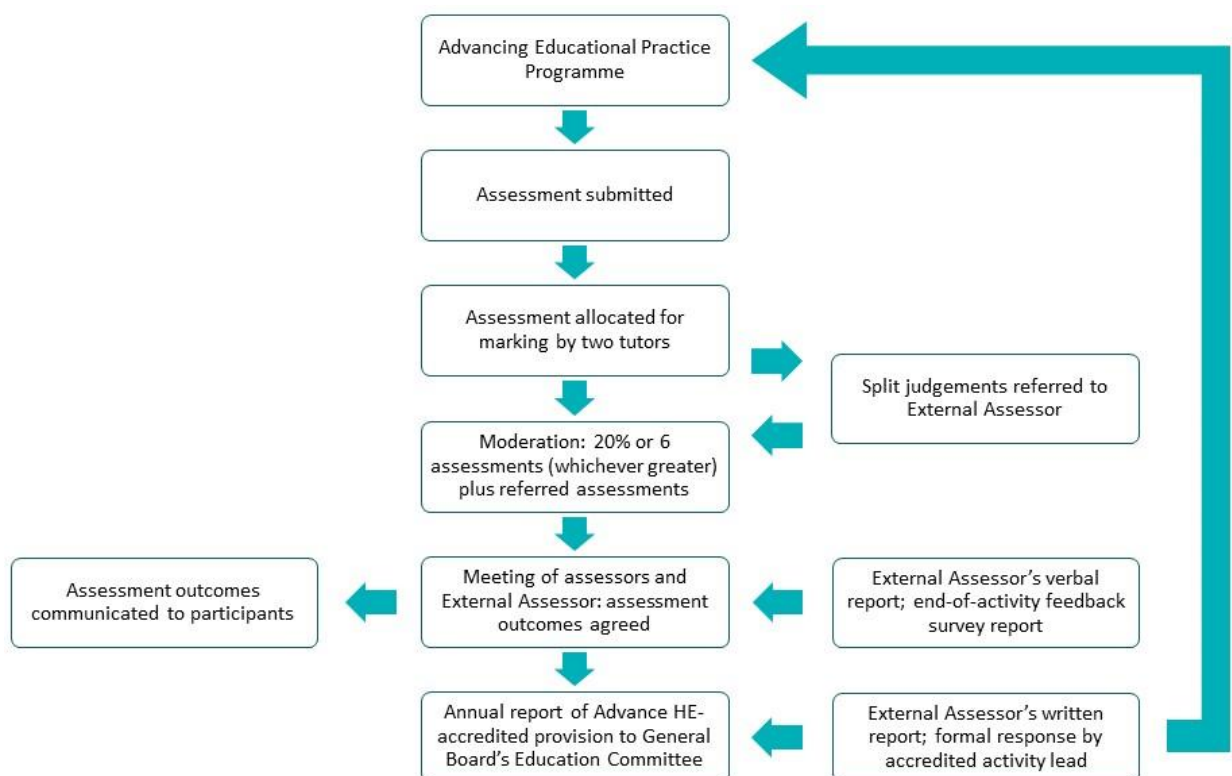 Advancing Educational Practice
Programme
Assessment submitted
Assessment allocated for
marking by two tutors
Split judgements referred to
External Assessor
Moderation: 20% or 6
assessments (whichever greater)
plus referred assessments
Assessment outcomes
communicated to participants
Meeting of assessors and
External Assessor: assessment
outcomes agreed
External Assessor’s verbal
report; end-of-activity feedback
survey report
Annual report of Advance HE-
accredited provision to General
Board’s Education Committee
External Assessor’s written
report; formal response by
accredited activity lead